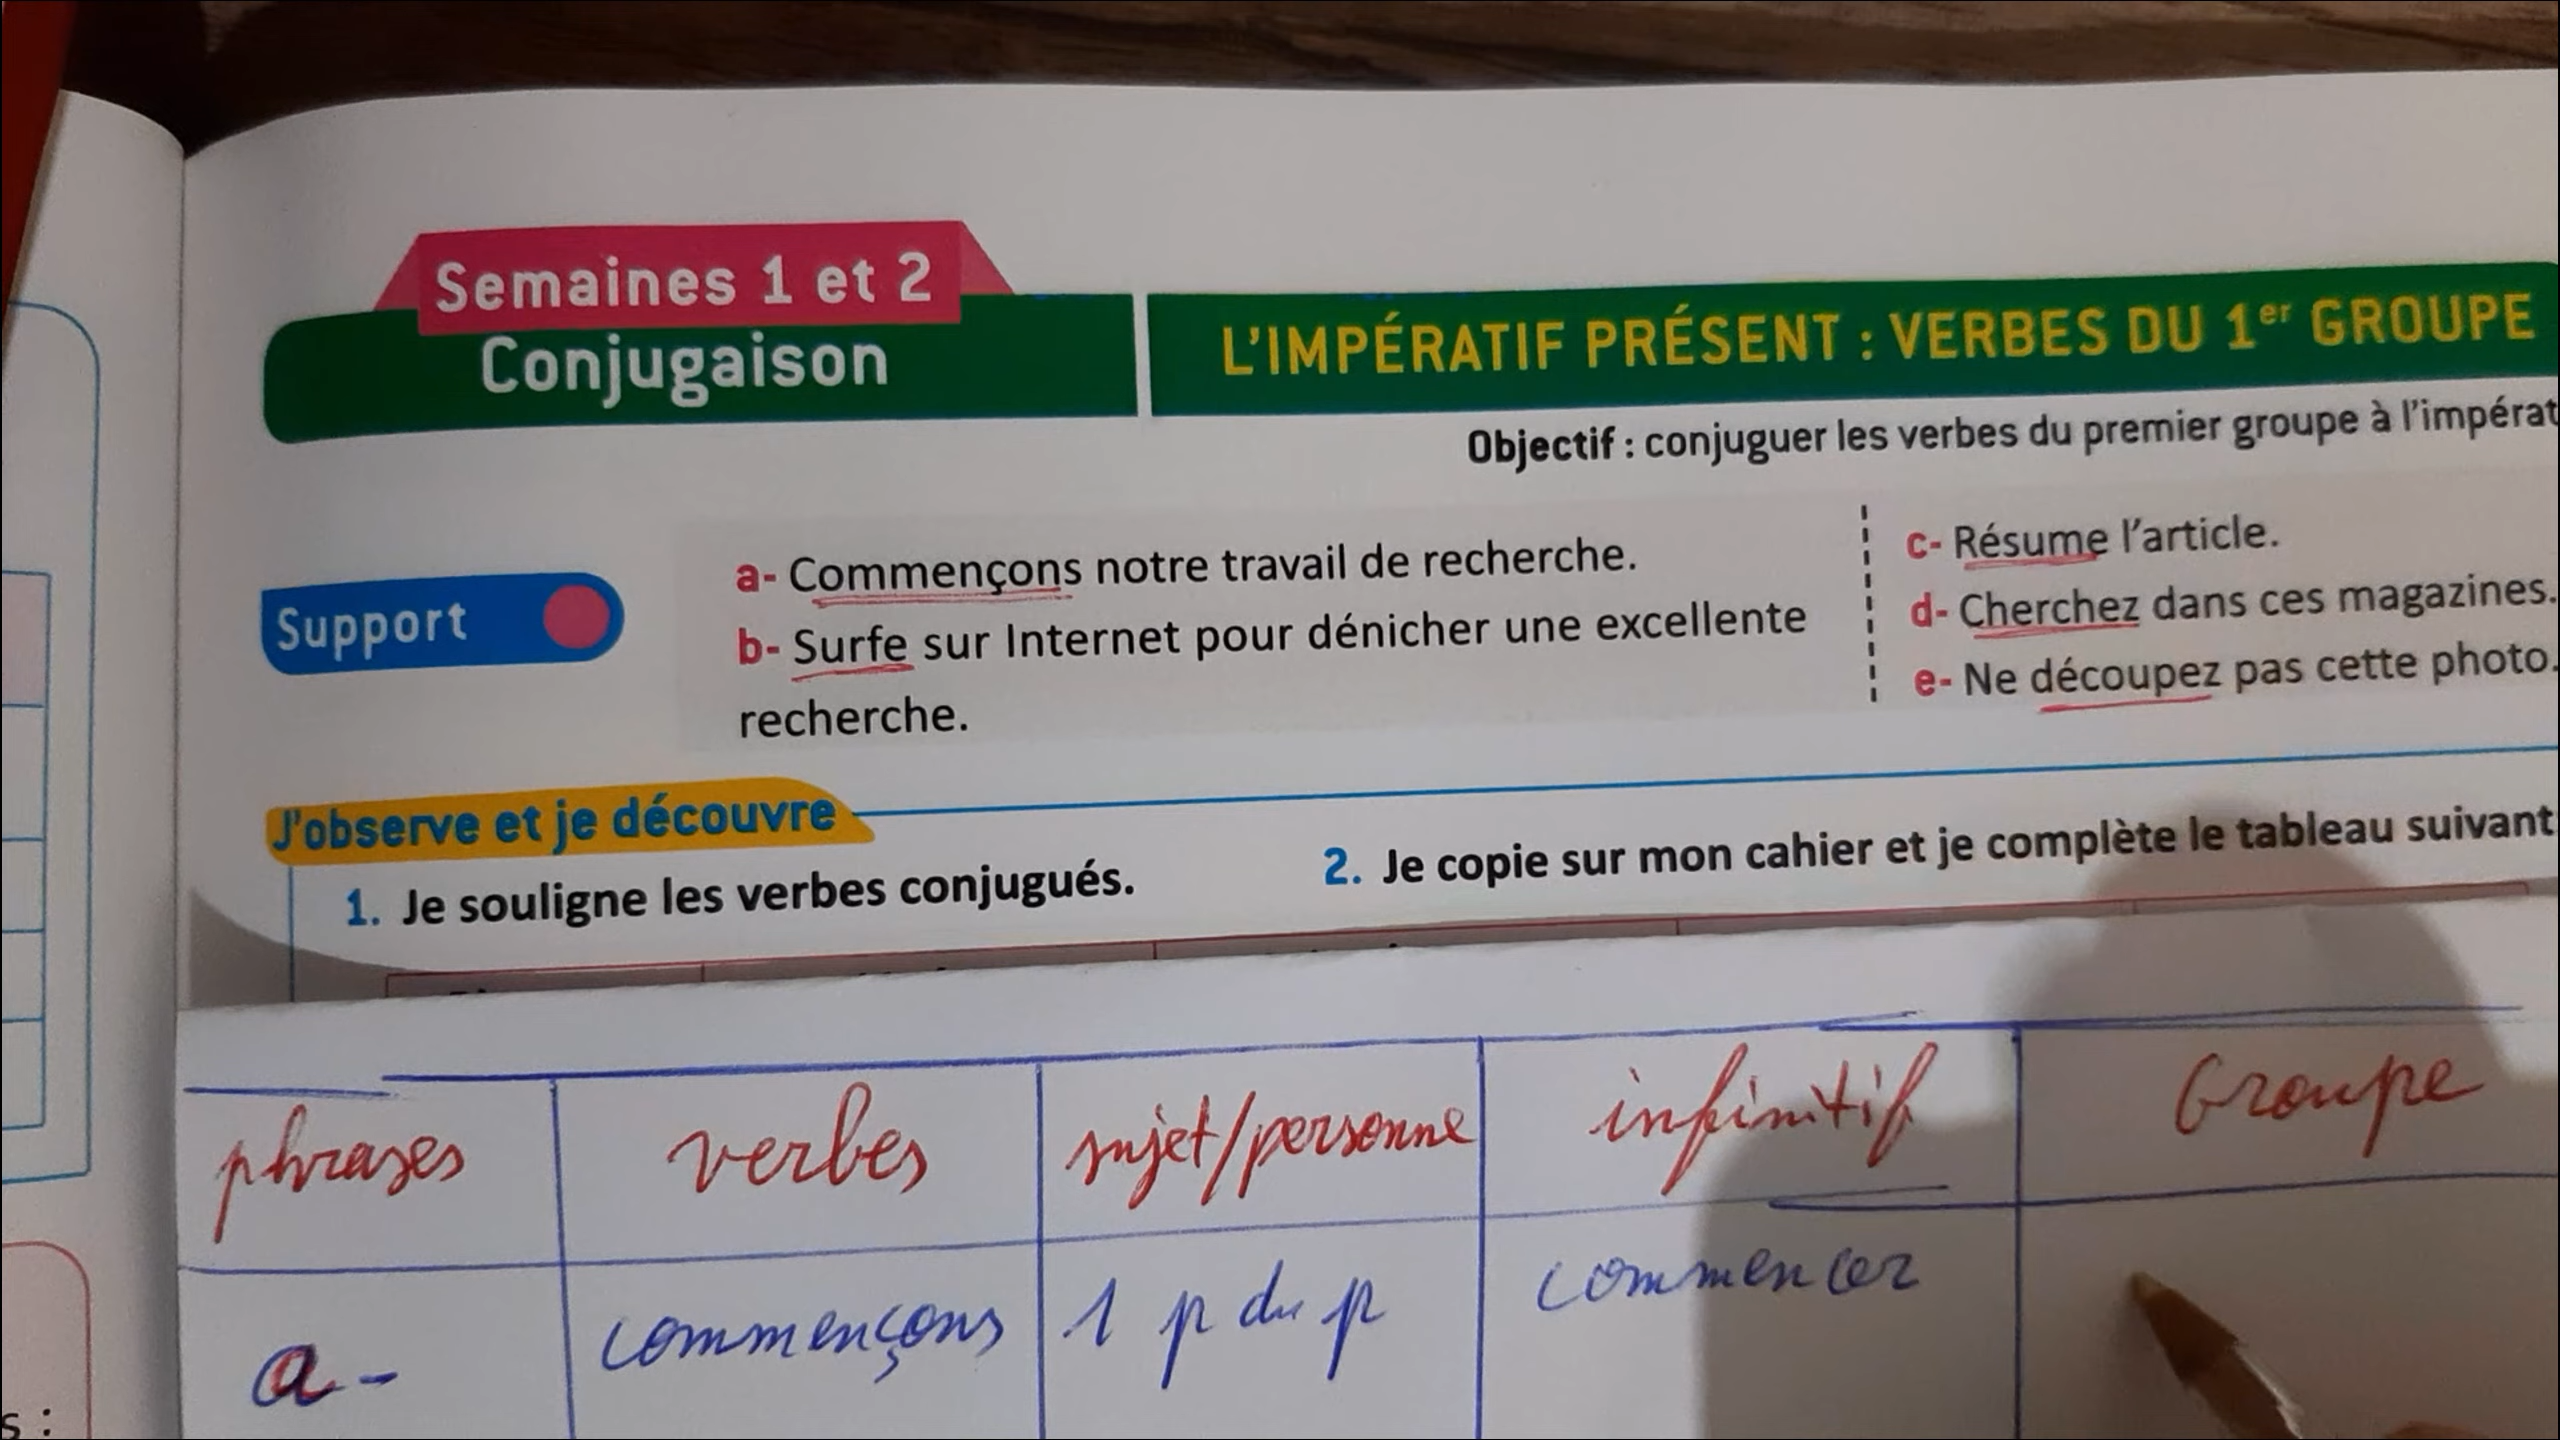 Semaines 1 et 2
Conjugaison
L'IMPÉRATIF PRÉSENT : VERBES DU 1er GROUPE
Objectif : conjuguer les verbes du premier groupe à l'impérat
Support
a- Commençons notre travail de recherche.
b- Surfe sur Internet pour dénicher une excellente
recherche.
c- Résume l'article.
d- Cherchez dans ces magazines.
e- Ne découpez pas cette photo.
J'observe et je découvre
1. Je souligne les verbes conjugués.
2. Je copie sur mon cahier et je complète le tableau suivant
phrases verbes sujet/personne infinitif Groupe
a- commençons 1 p du p commencer
s :